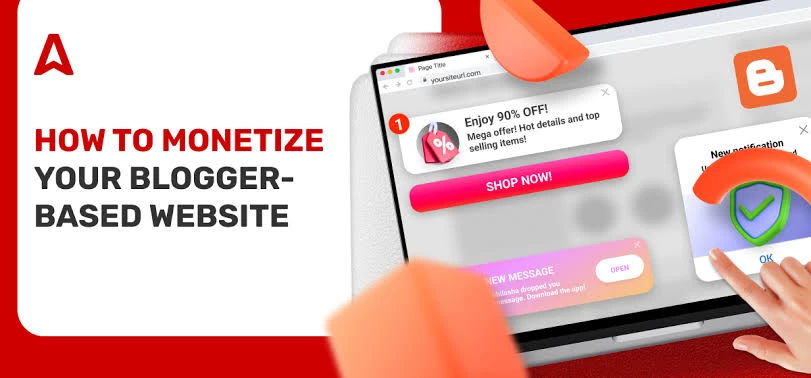 HOW TO MONETIZE
YOUR BLOGGER-
BASED WEBSITE
Page Title
yoursiteurl.com
1
Enjoy 90% OFF!
Mega offer! Hot details and top
selling items!
SHOP NOW!
NEW MESSAGE
dropped you
message. Download the app!
OPEN
New notification
OK